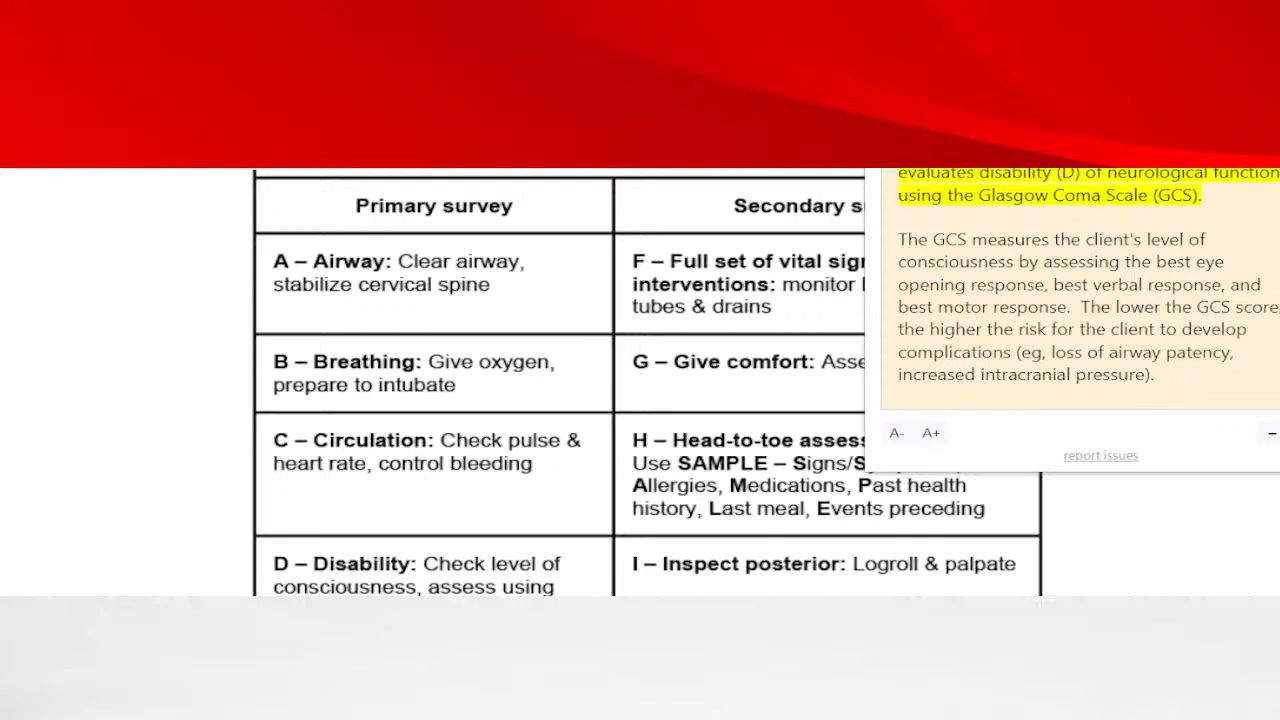 Primary survey
Secondary
A – Airway: Clear airway,
stabilize cervical spine
F – Full set of vital
interventions: monitor
tubes & drains
B – Breathing: Give oxygen,
prepare to intubate
G – Give comfort:
C – Circulation: Check pulse &
heart rate, control bleeding
H – Head-to-toe
Use SAMPLE – Signs/
Allergies, Medications, Past health
history, Last meal, Events preceding
D – Disability: Check level of
consciousness, assess using
I – Inspect posterior: Logroll & palpate
evaluates disability (D) of neurological function
using the Glasgow Coma Scale (GCS).
The GCS measures the client's level of
consciousness by assessing the best eye
opening response, best verbal response, and
best motor response. The lower the GCS score,
the higher the risk for the client to develop
complications (eg, loss of airway patency,
increased intracranial pressure).
A- A+
report issues